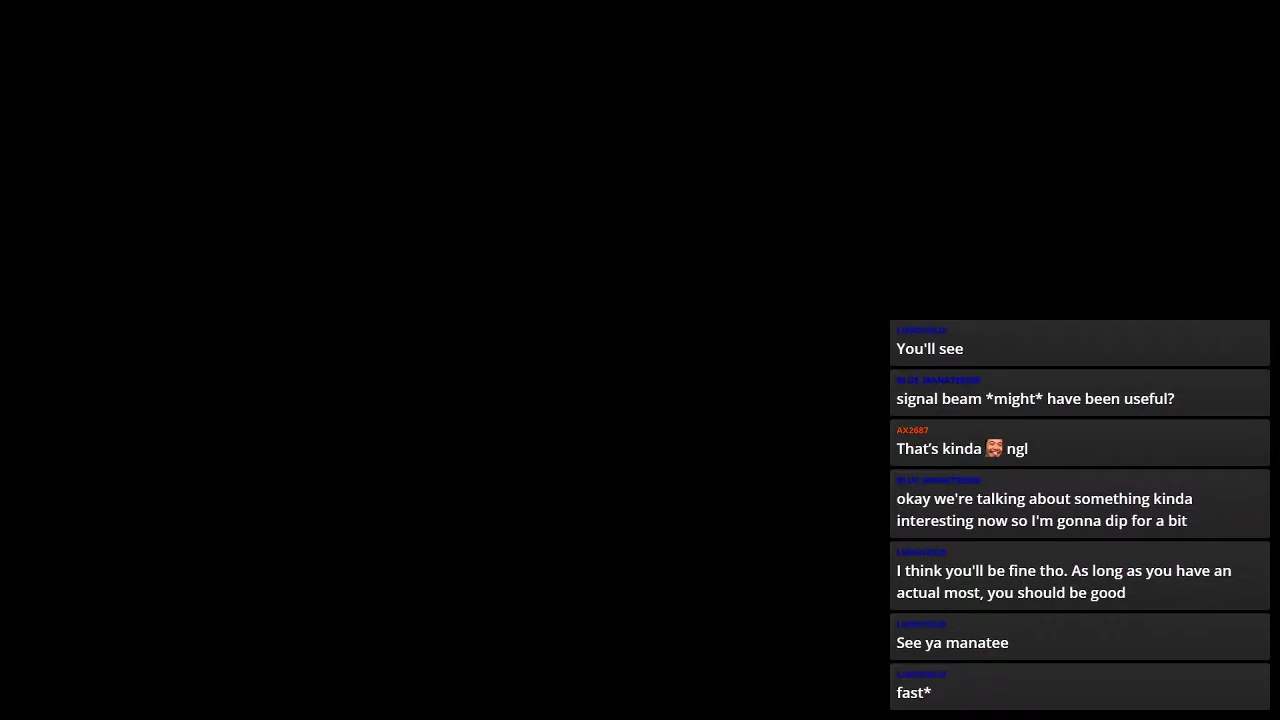 You'll see
signal beam *might* have been useful?
AX2687
That's kinda ngl
okay we're talking about something kinda
interesting now so I'm gonna dip for a bit
I think you'll be fine tho. As long as you have an
actual most, you should be good
See ya manatee
fast*